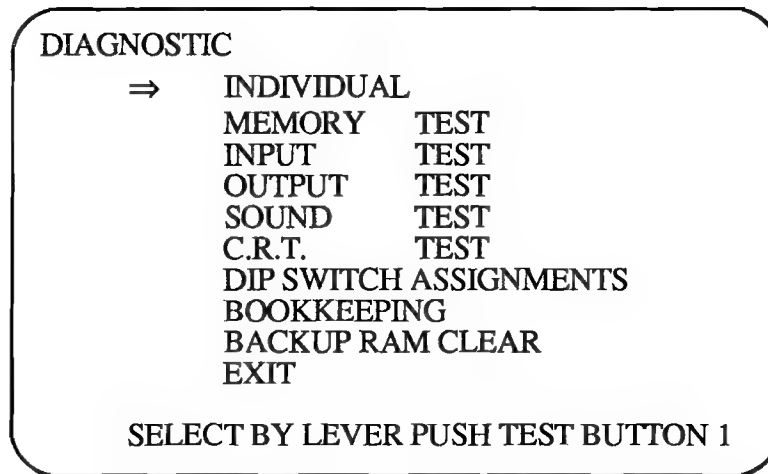 DIAGNOSTIC
⇒ INDIVIDUAL
MEMORY TEST
INPUT TEST
OUTPUT TEST
SOUND TEST
C.R.T. TEST
DIP SWITCH ASSIGNMENTS
BOOKKEEPING
BACKUP RAM CLEAR
EXIT
SELECT BY LEVER PUSH TEST BUTTON 1